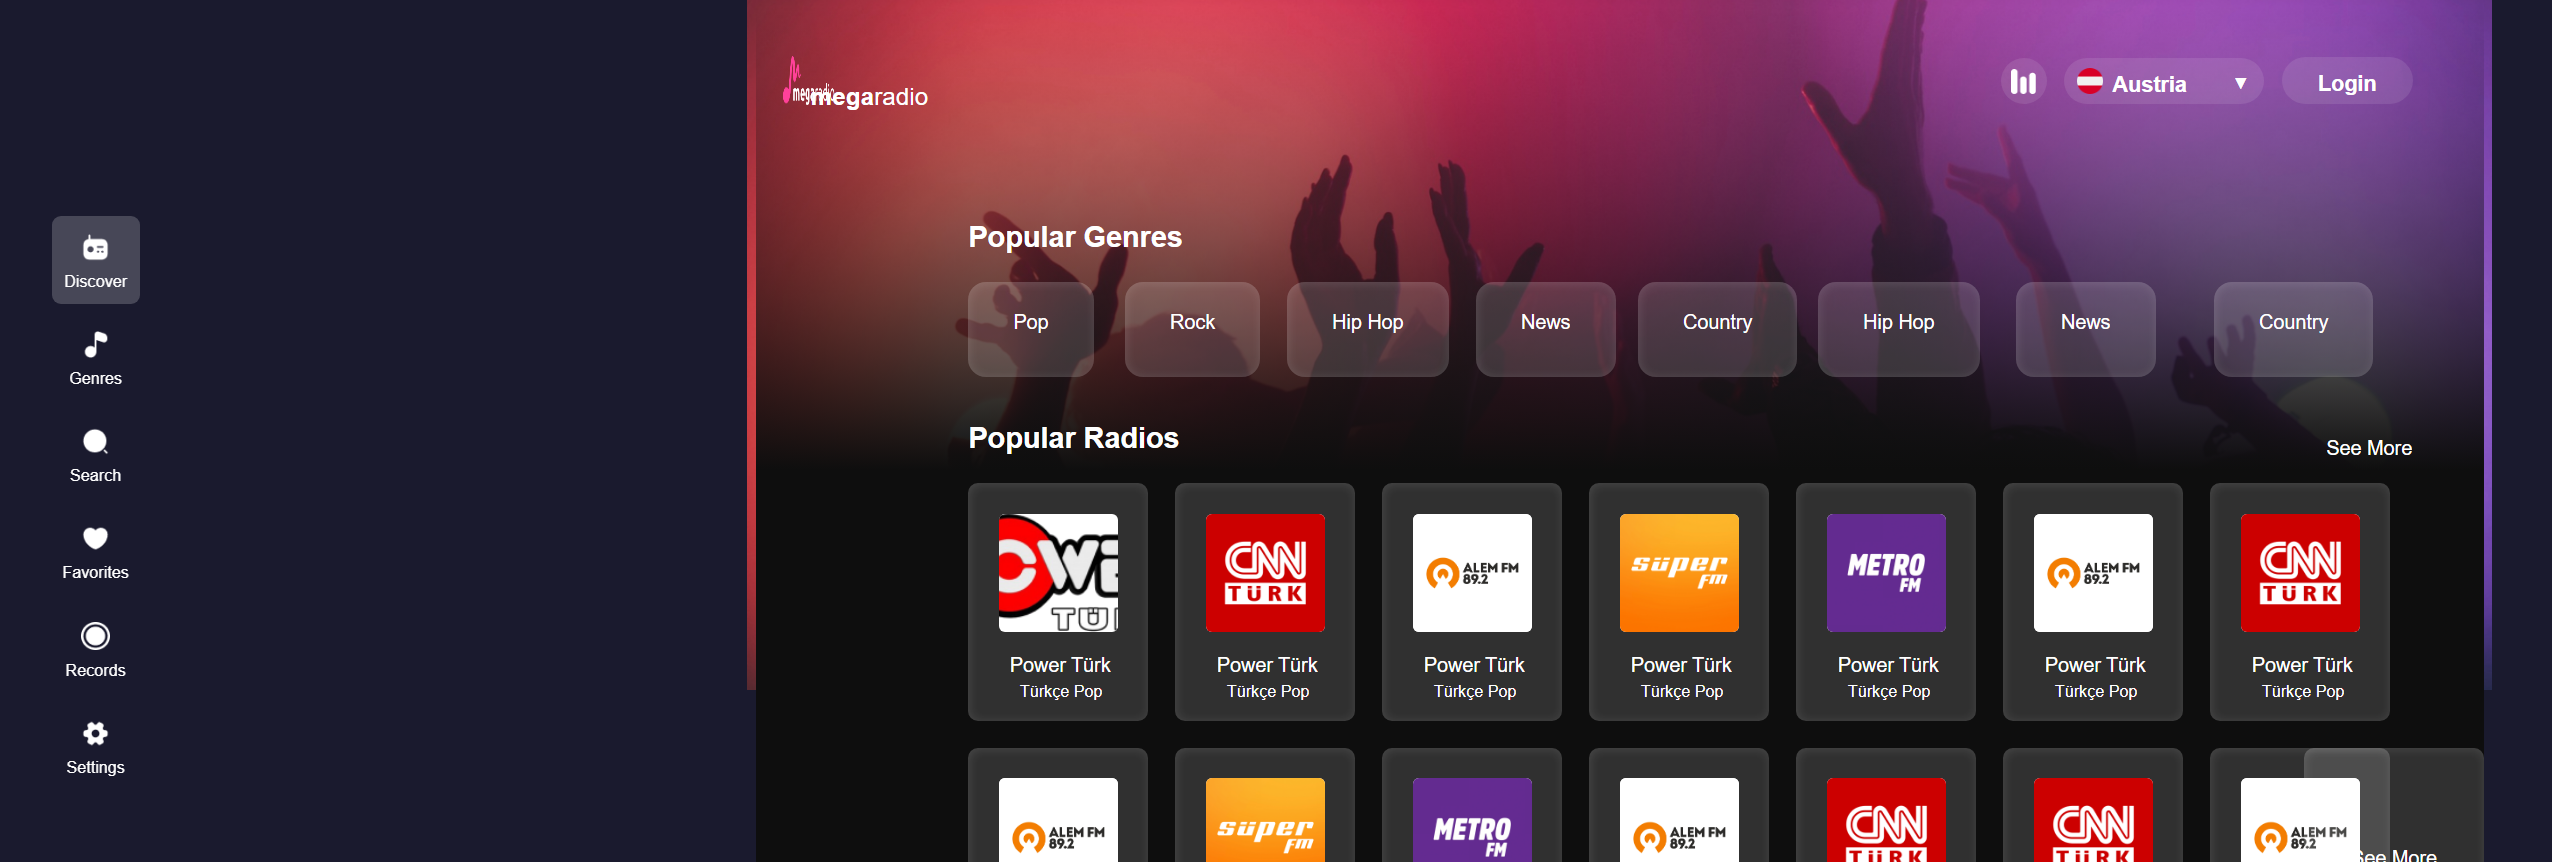 megaradio
megaradio
Austria
Login
Discover
Genres
Search
Favorites
Records
Settings
Popular Genres
Pop
Rock
Hip Hop
News
Country
Hip Hop
News
Country
Popular Radios
See More
TÜ
Power Türk
Türkçe Pop
CNN
TÜRK
Power Türk
Türkçe Pop
ALEM FM
89.2
Power Türk
Türkçe Pop
süper
fm
Power Türk
Türkçe Pop
METRO
FM
Power Türk
Türkçe Pop
ALEM FM
89.2
Power Türk
Türkçe Pop
CNN
TÜRK
Power Türk
Türkçe Pop
ALEM FM
89.2
süper
fm
METRO
FM
ALEM FM
89.2
CNN
TÜRK
CNN
TÜRK
ALEM FM
89.2
See More